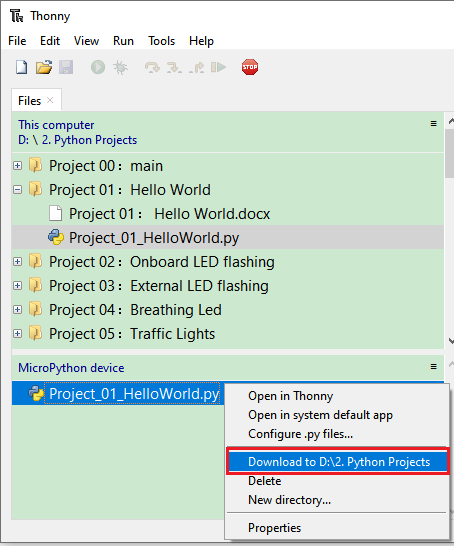 Thonny
File Edit View Run Tools Help
STOP
Files ×
This computer
D: \ 2. Python Projects
Project 00：main
Project 01：Hello World
Project 01： Hello World.docx
Project_01_HelloWorld.py
Project 02：Onboard LED flashing
Project 03：External LED flashing
Project 04：Breathing Led
Project 05：Traffic Lights
MicroPython device
Project_01_HelloWorld.py
Open in Thonny
Open in system default app
Configure .py files...
Download to D:\2. Python Projects
Delete
New directory...
Properties